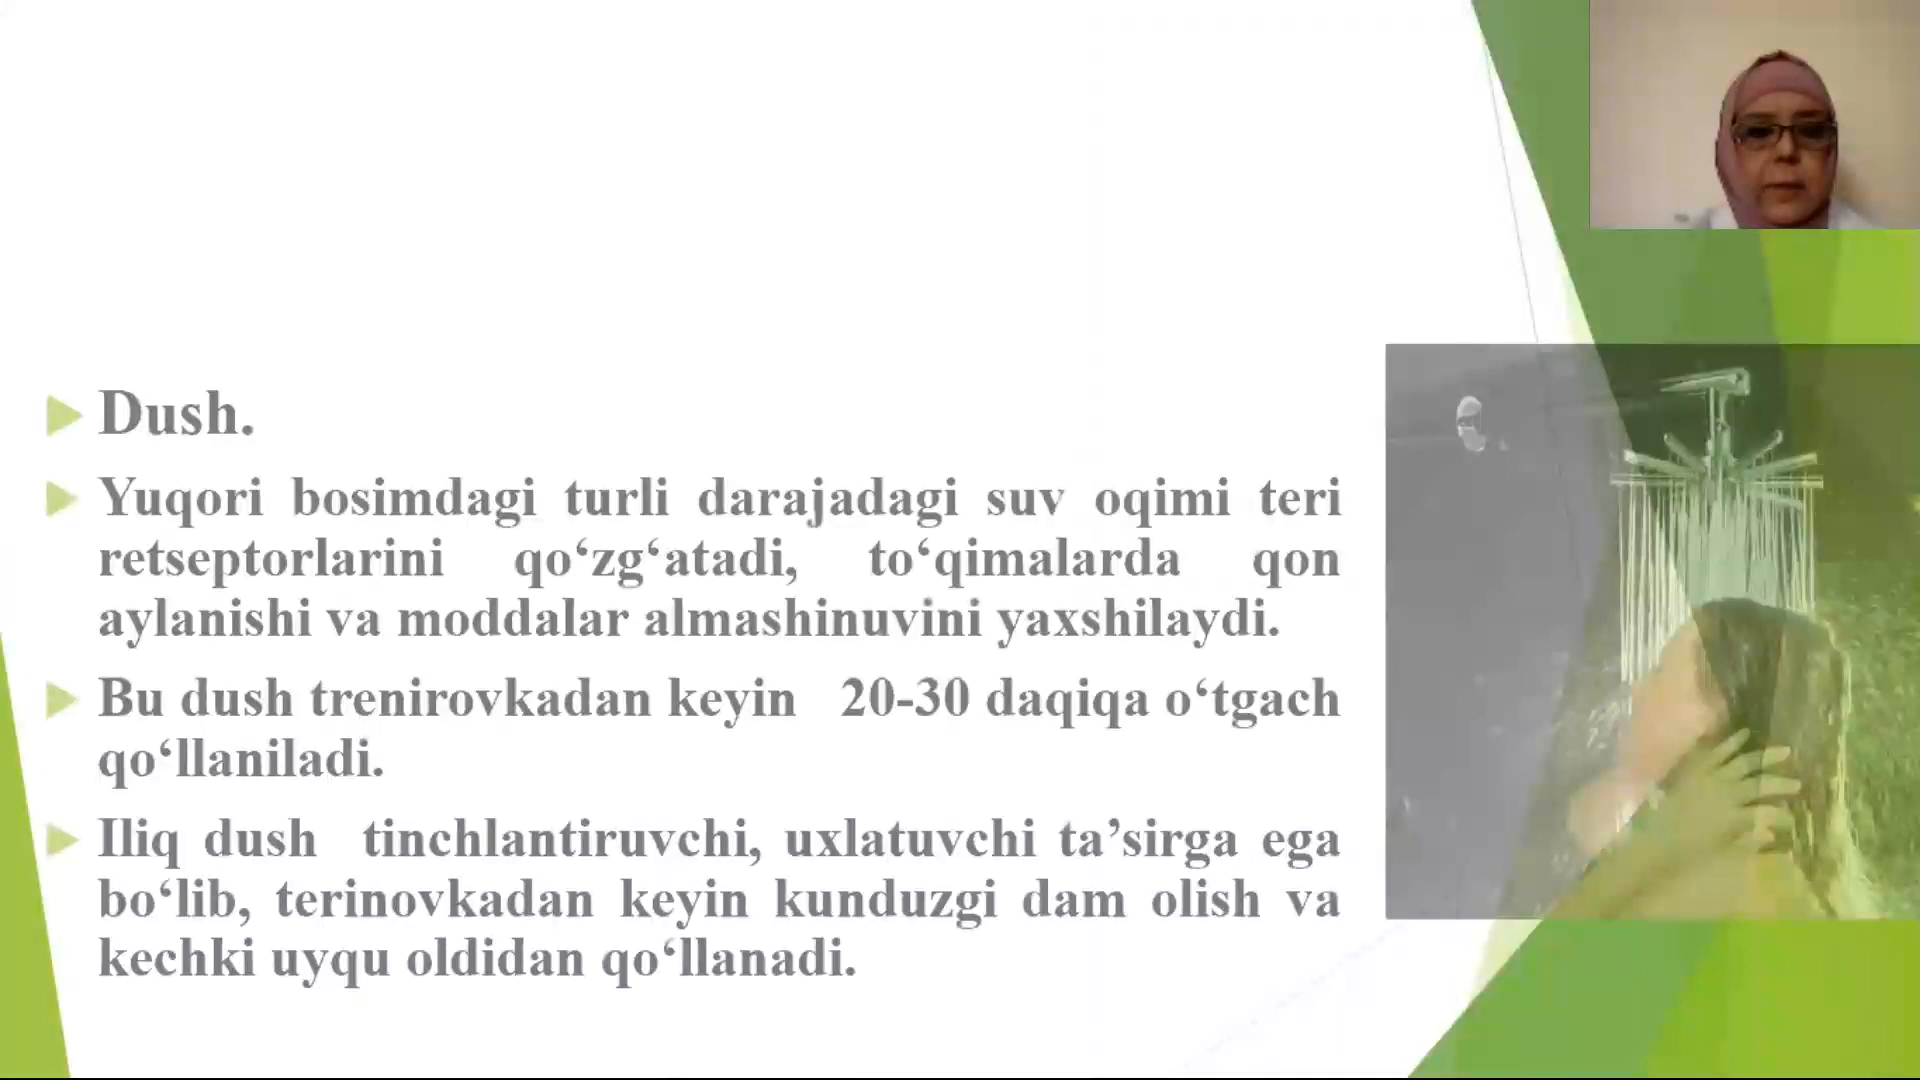 Dush.
Yuqori bosimdagi turli darajadagi suv oqimi teri
retseptorlarini qo‘zg‘atadi, to‘qimalarda qon
aylanishi va moddalar almashinuvini yaxshilaydi.
Bu dush trenirovkadan keyin 20-30 daqiqa o‘tgach
qo‘llaniladi.
Iliq dush tinchlantiruvchi, uxlatuvchi ta’sirga ega
bo‘lib, terinovkadan keyin kunduzgi dam olish va
kechki uyqu oldidan qo‘llanadi.